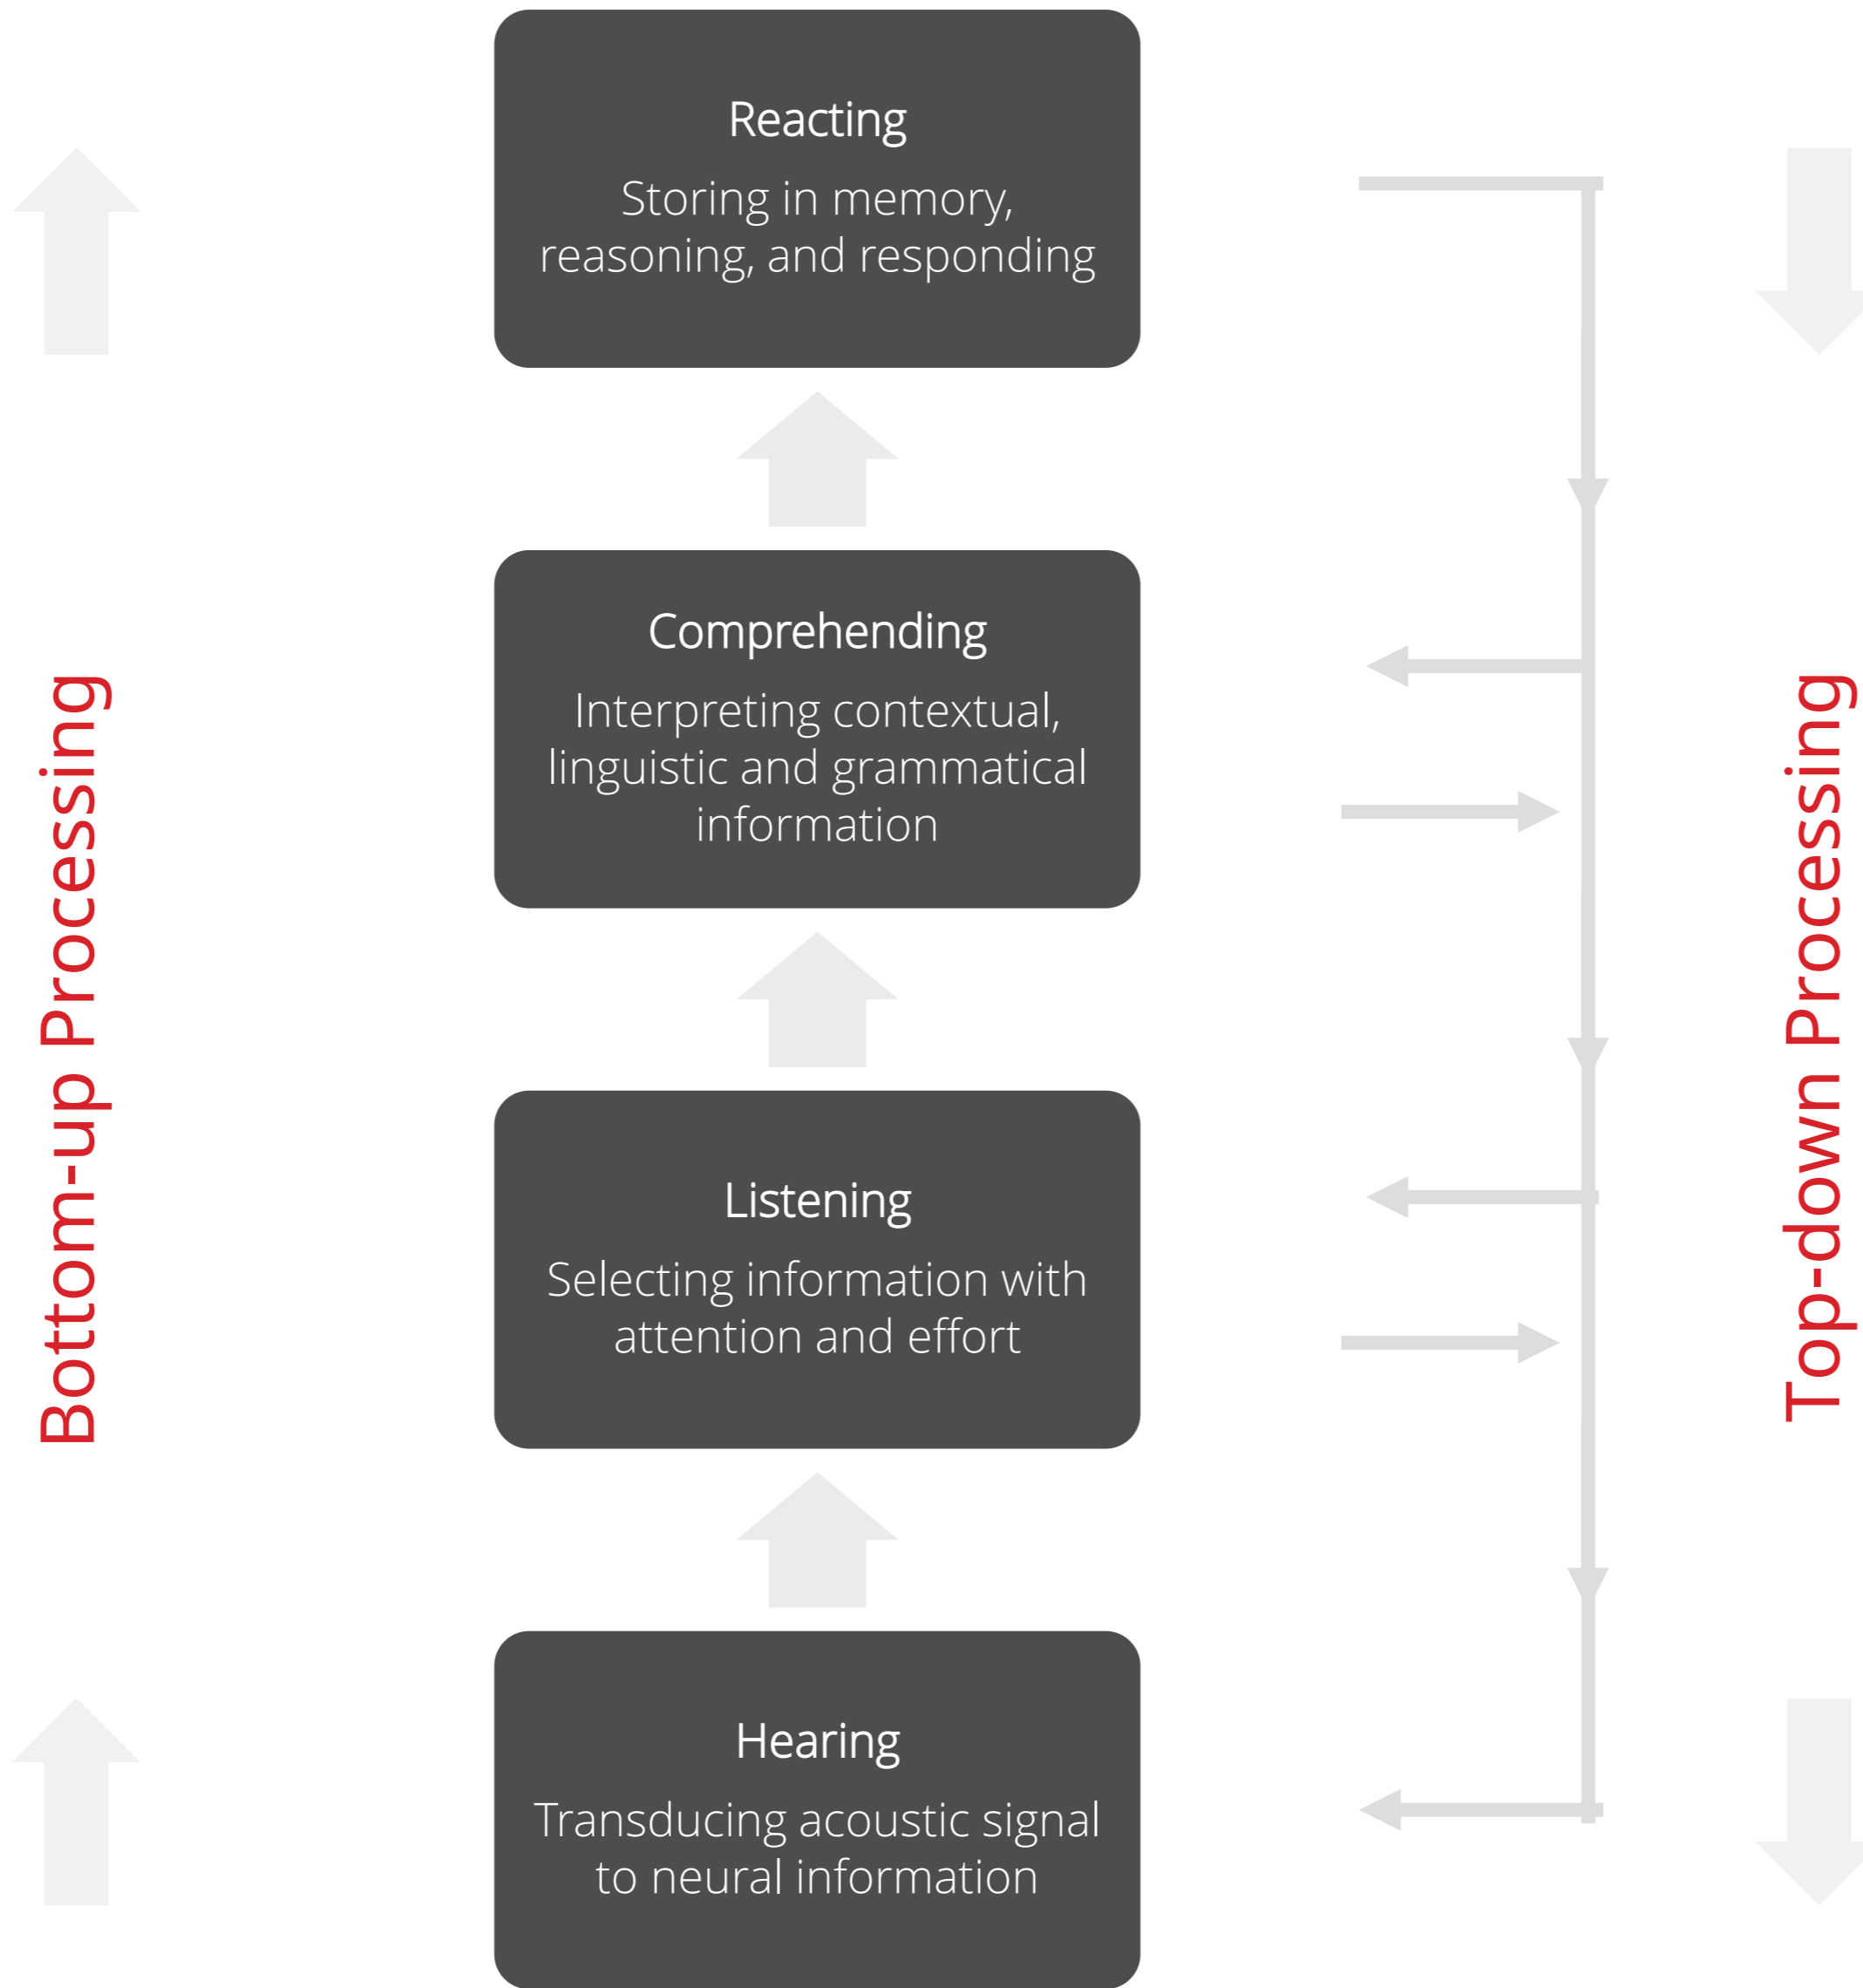 Bottom-up Processing
Reacting
Storing in memory,
reasoning, and responding
Comprehending
Interpreting contextual,
linguistic and grammatical
information
Listening
Selecting information with
attention and effort
Hearing
Transducing acoustic signal
to neural information
Top-down Processing